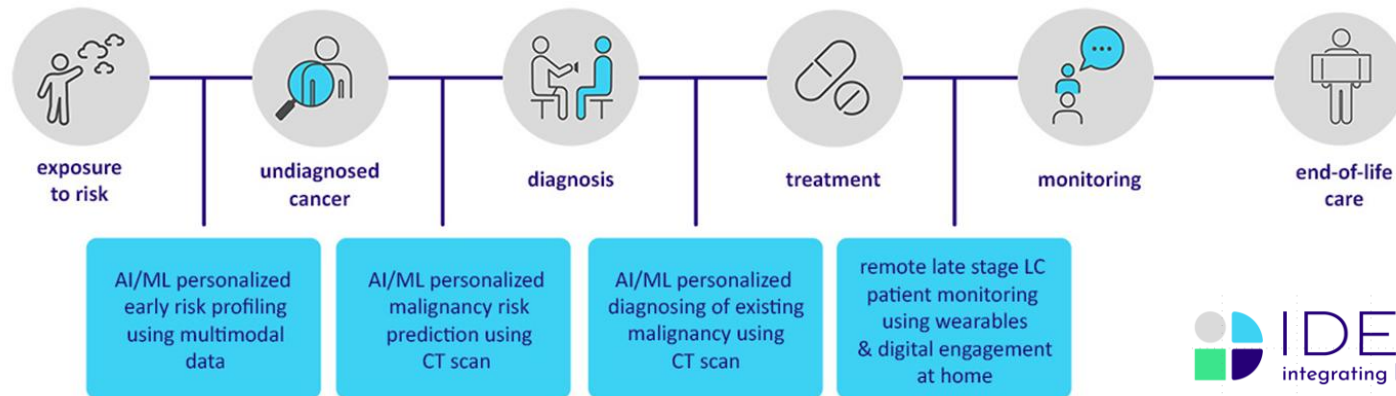 exposure
to risk
undiagnosed
cancer
diagnosis
treatment
monitoring
end-of-life
care
AI/ML personalized
early risk profiling
using multimodal
data
AI/ML personalized
malignancy risk
prediction using
CT scan
AI/ML personalized
diagnosing of existing
malignancy using
CT scan
remote late stage LC
patient monitoring
using wearables
& digital engagement
at home
IDE
integrating